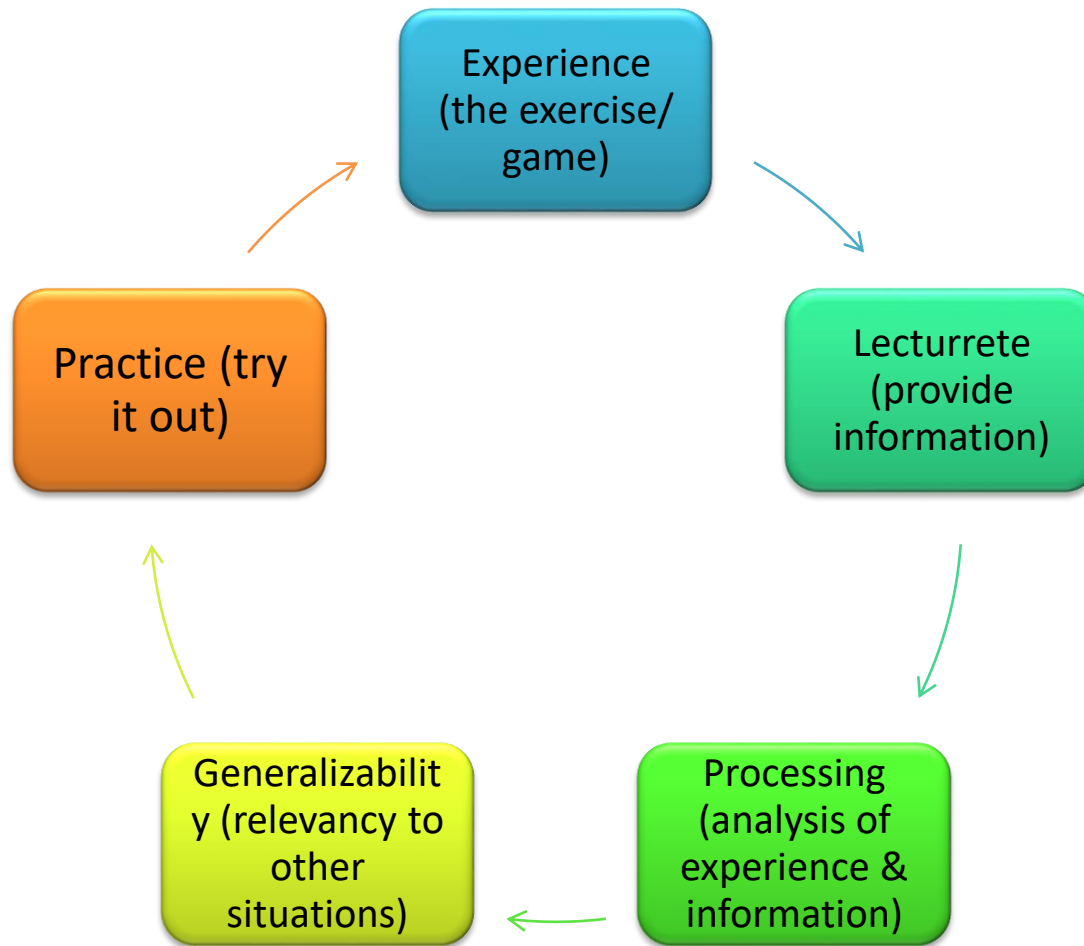 Experience
(the exercise/
game)
Lecturrete
(provide
information)
Processing
(analysis of
experience &
information)
Generalizabilit
y (relevancy to
other
situations)
Practice (try
it out)